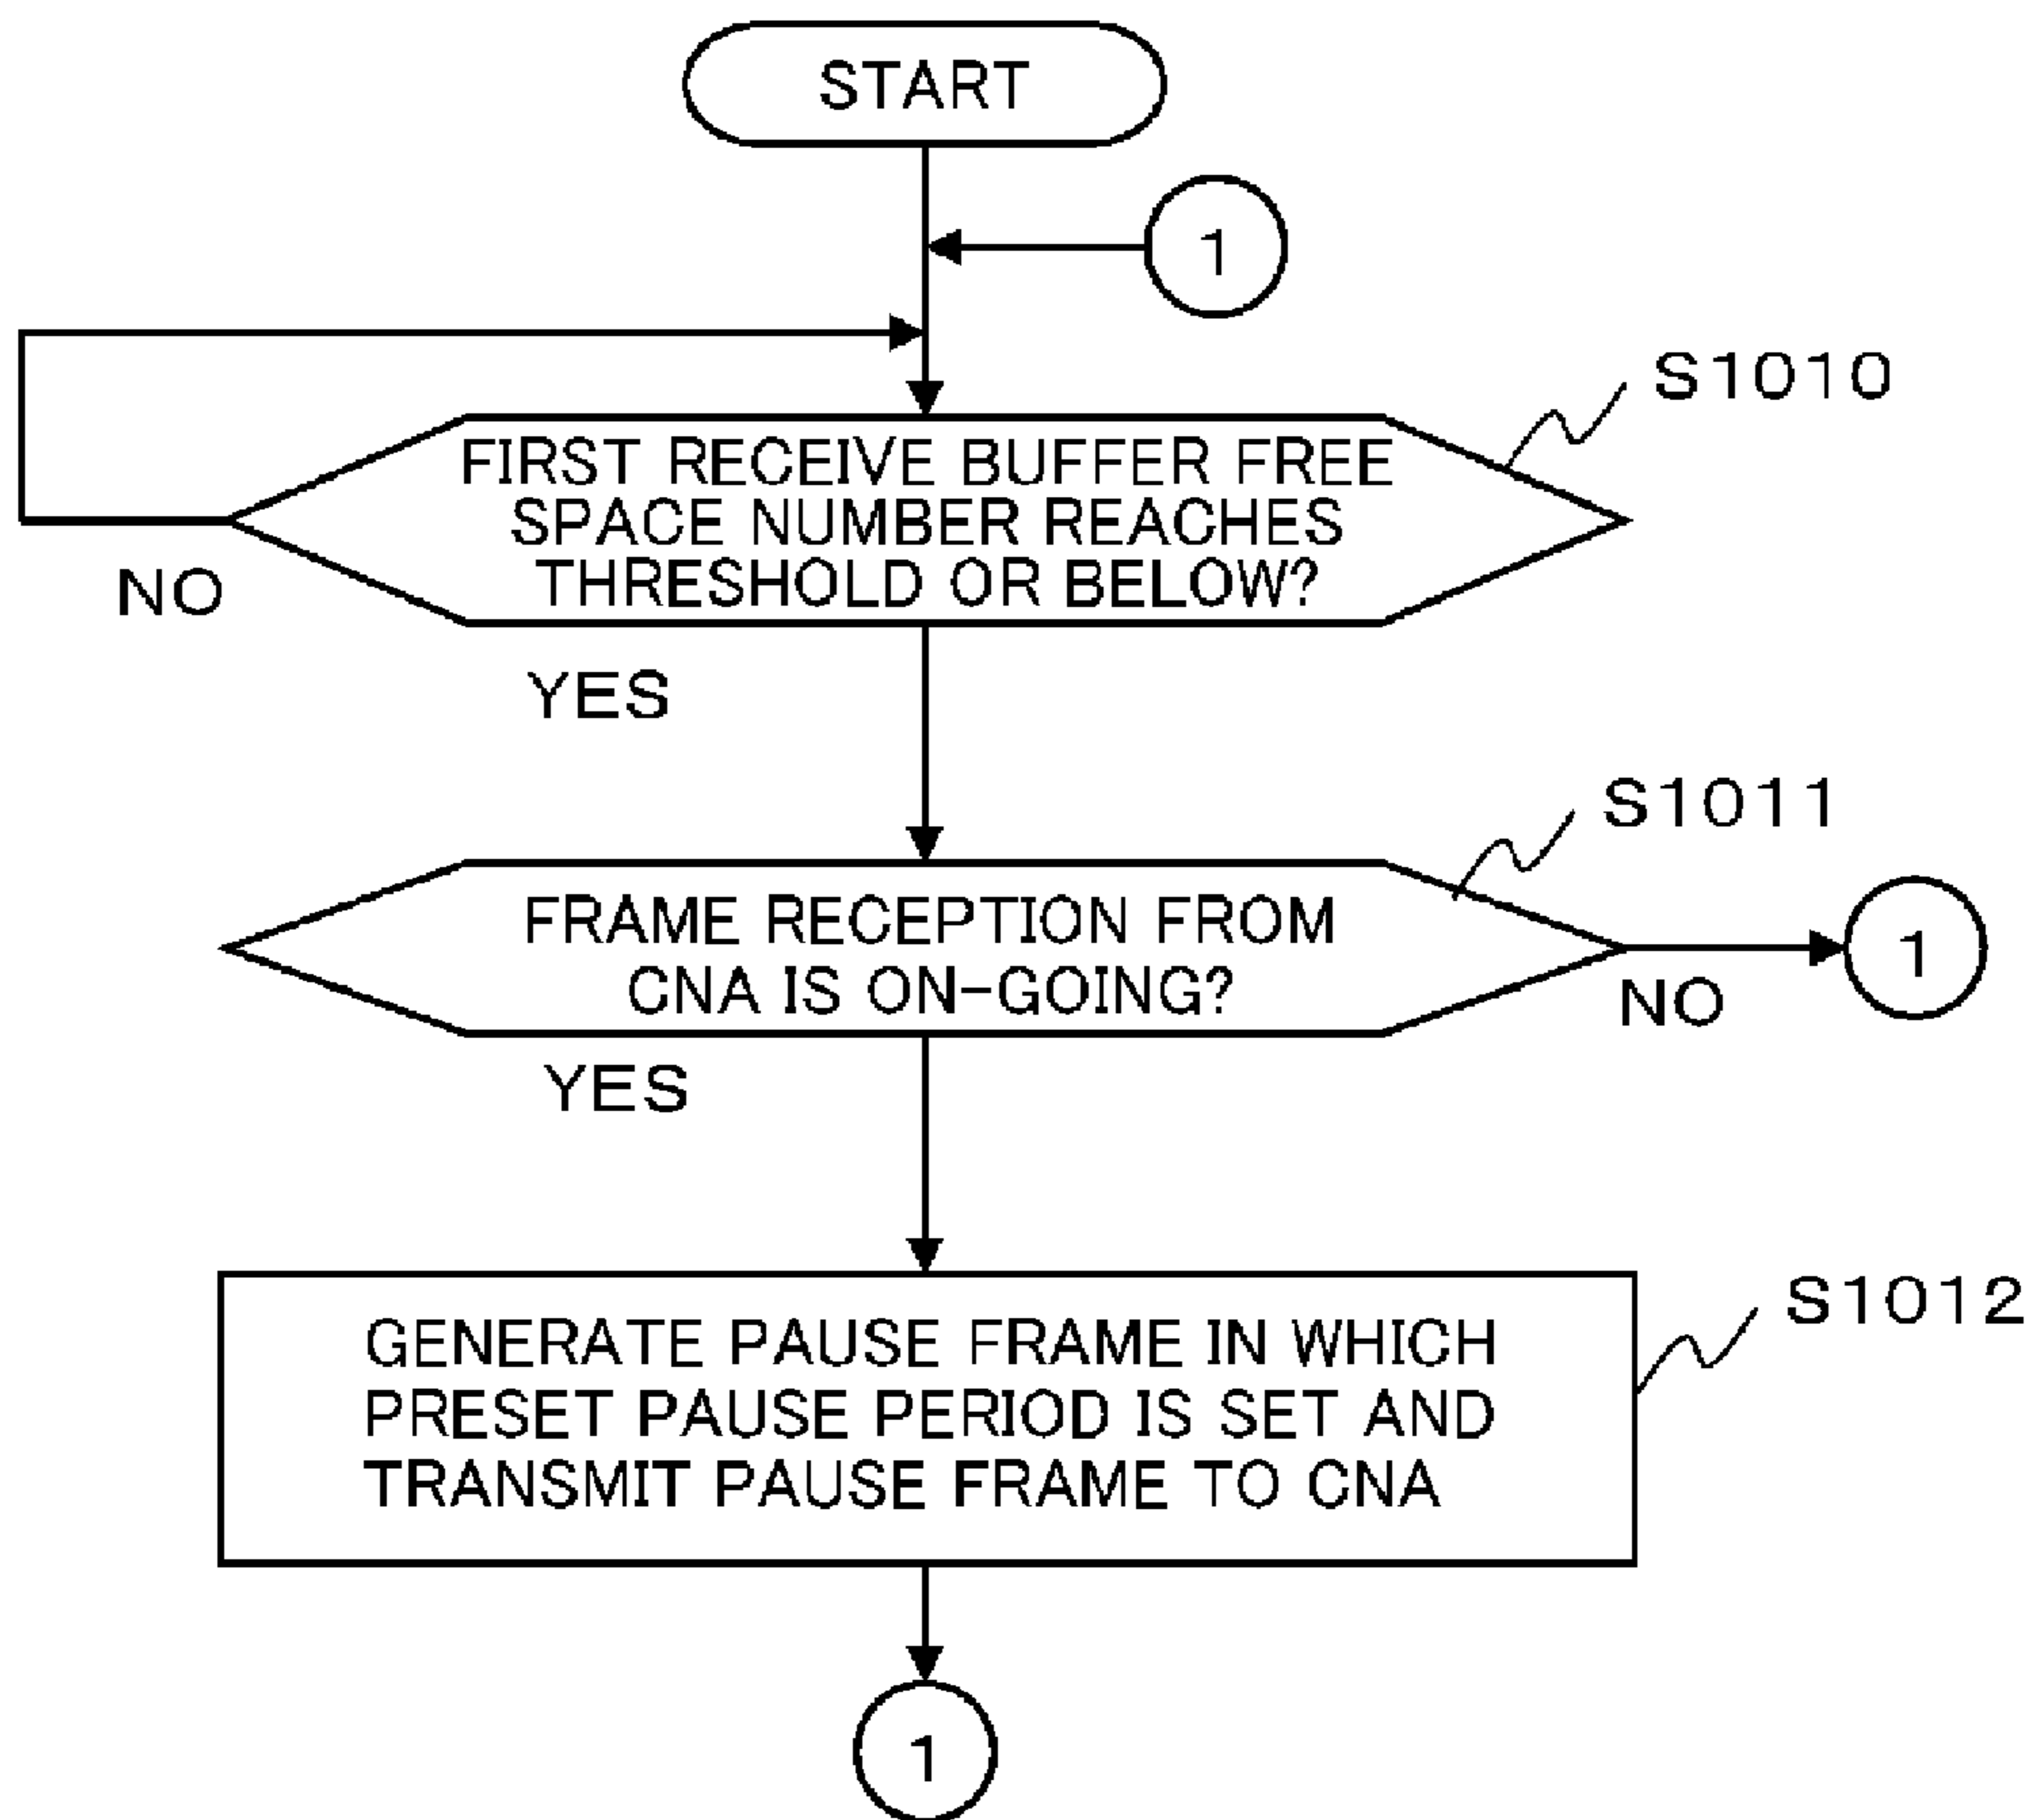 START
1
S1010
FIRST RECEIVE BUFFER FREE
SPACE NUMBER REACHES
THRESHOLD OR BELOW?
NO
YES
S1011
FRAME RECEPTION FROM
CNA IS ON-GOING?
1
NO
YES
S1012
GENERATE PAUSE FRAME IN WHICH
PRESET PAUSE PERIOD IS SET AND
TRANSMIT PAUSE FRAME TO CNA
1